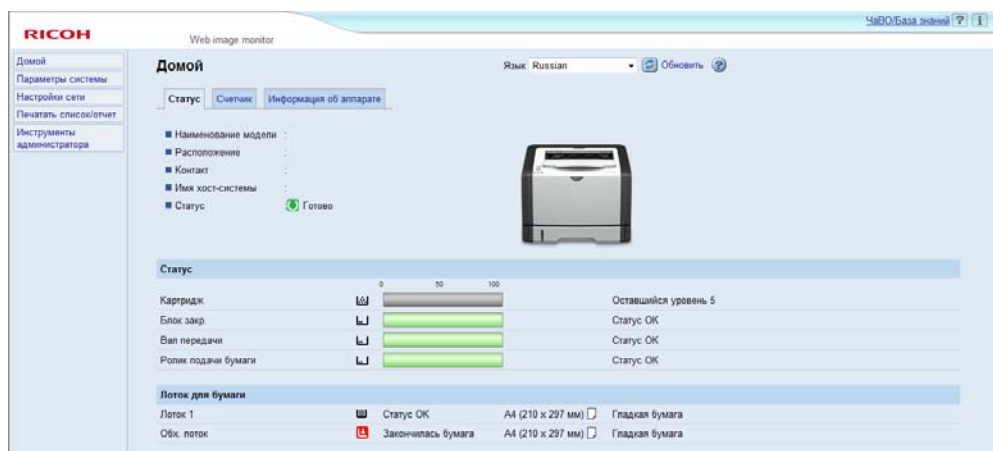 ЧаВО/База знаний ? i
RICOH
Web image monitor
Домой
Параметры системы
Настройки сети
Печатать список/отчет
Инструменты
администратора
Домой
Язык Russian Обновить ?
Статус Счетчик Информация об аппарате
Наименование модели :
Расположение :
Контакт :
Имя хост-системы :
Статус : Готово
Статус
0 50 100
Картридж Оставшийся уровень 5
Блок закр. Статус OK
Вал передачи Статус OK
Ролик подачи бумаги Статус OK
Лоток для бумаги
Лоток 1 Статус OK A4 (210 x 297 мм) Гладкая бумага
Обх. лоток Закончилась бумага A4 (210 x 297 мм) Гладкая бумага